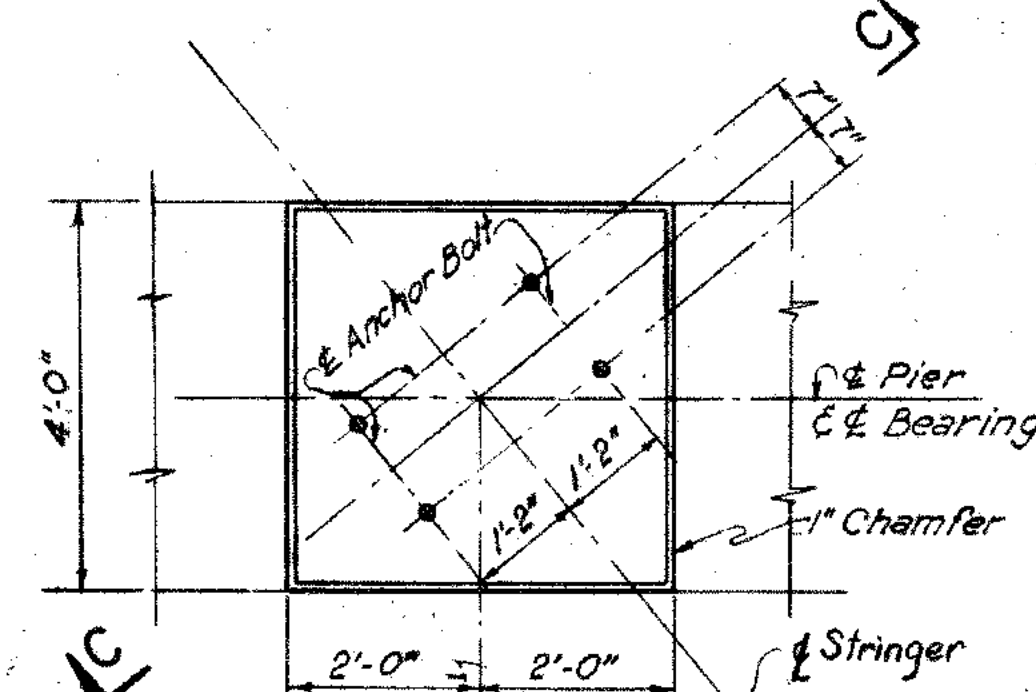 C
7"
7"
℄ Anchor Bolt
4'-0"
℄ Pier
& ℄ Bearing
1'-2"
1'-2"
1" Chamfer
C
2'-0"
2'-0"
℄ Stringer